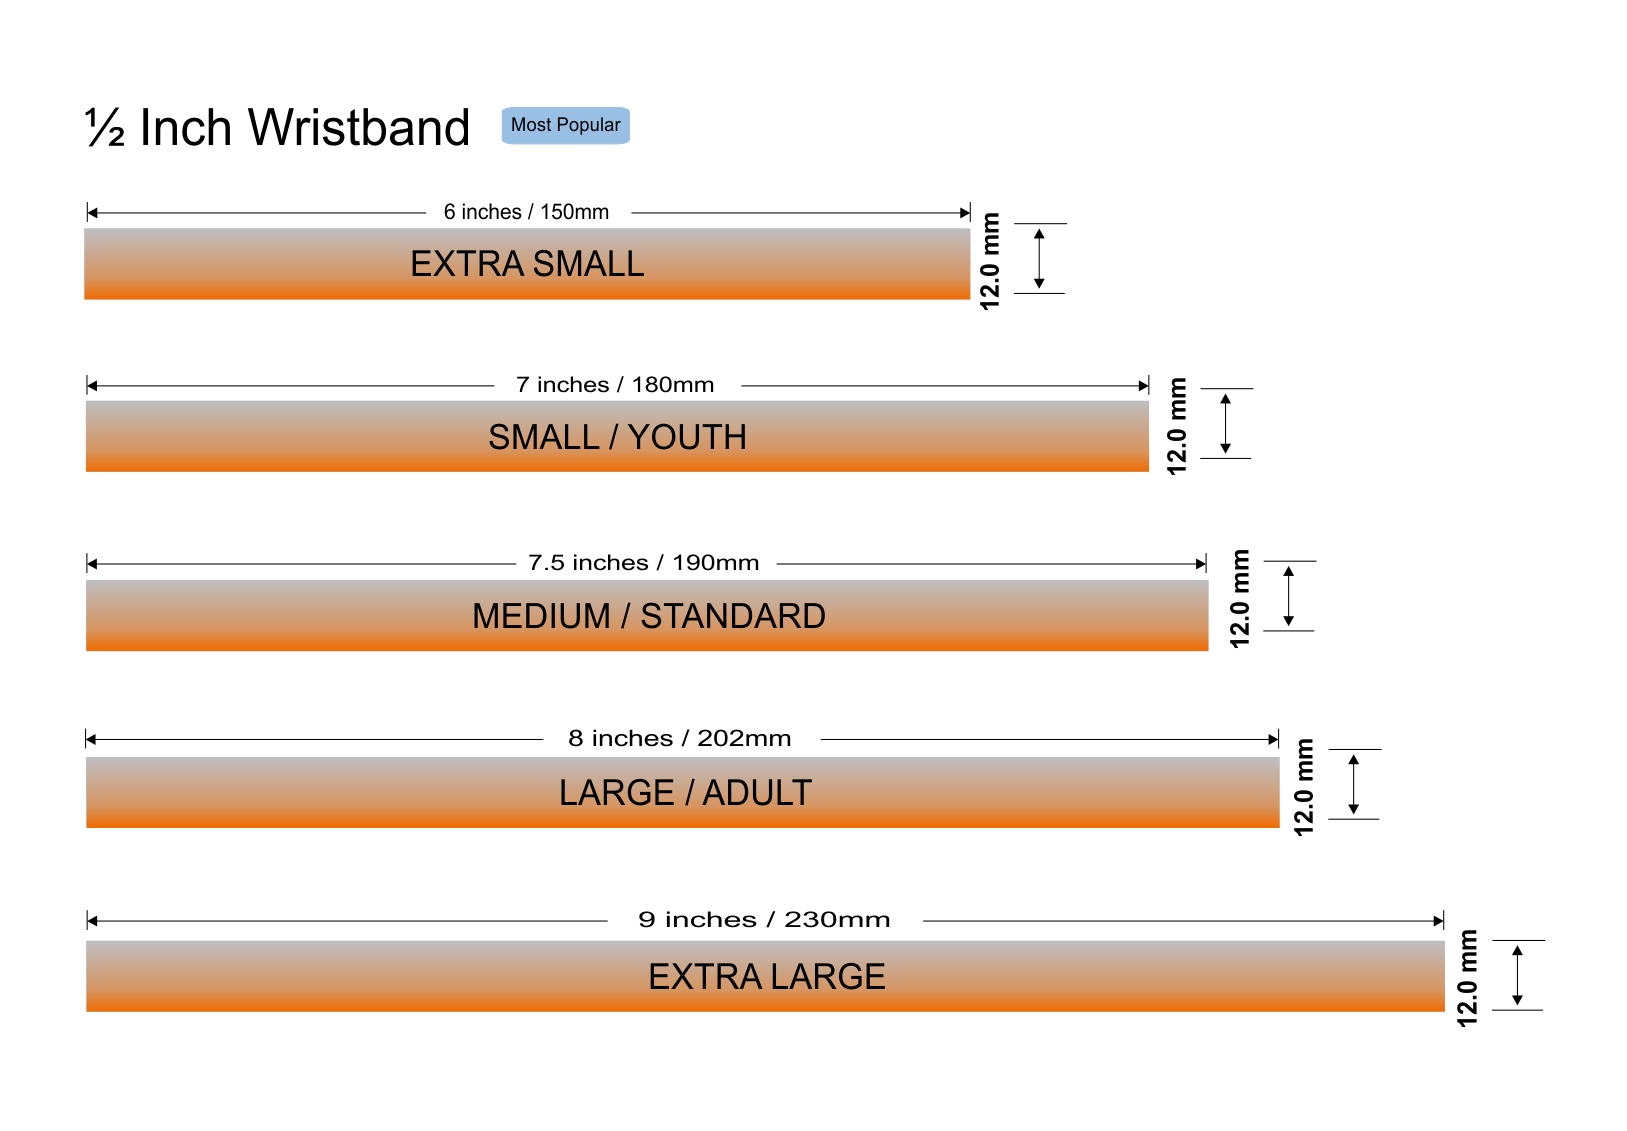 ½ Inch Wristband
Most Popular
6 inches / 150mm
EXTRA SMALL
12.0 mm
7 inches / 180mm
SMALL / YOUTH
12.0 mm
7.5 inches / 190mm
MEDIUM / STANDARD
12.0 mm
8 inches / 202mm
LARGE / ADULT
12.0 mm
9 inches / 230mm
EXTRA LARGE
12.0 mm